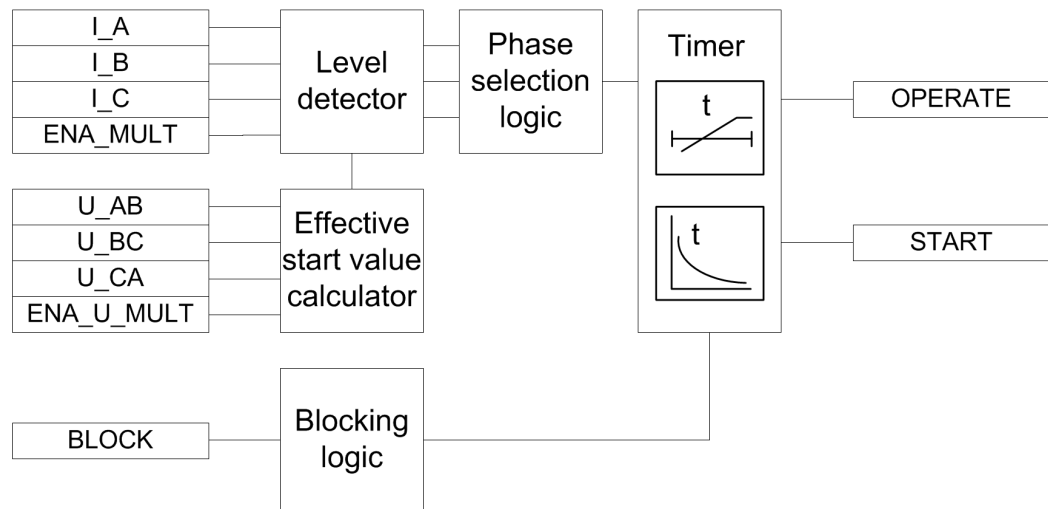 I_A
I_B
I_C
ENA_MULT
Level
detector
Phase
selection
logic
Timer
t
OPERATE
U_AB
U_BC
U_CA
ENA_U_MULT
Effective
start value
calculator
t
START
BLOCK
Blocking
logic